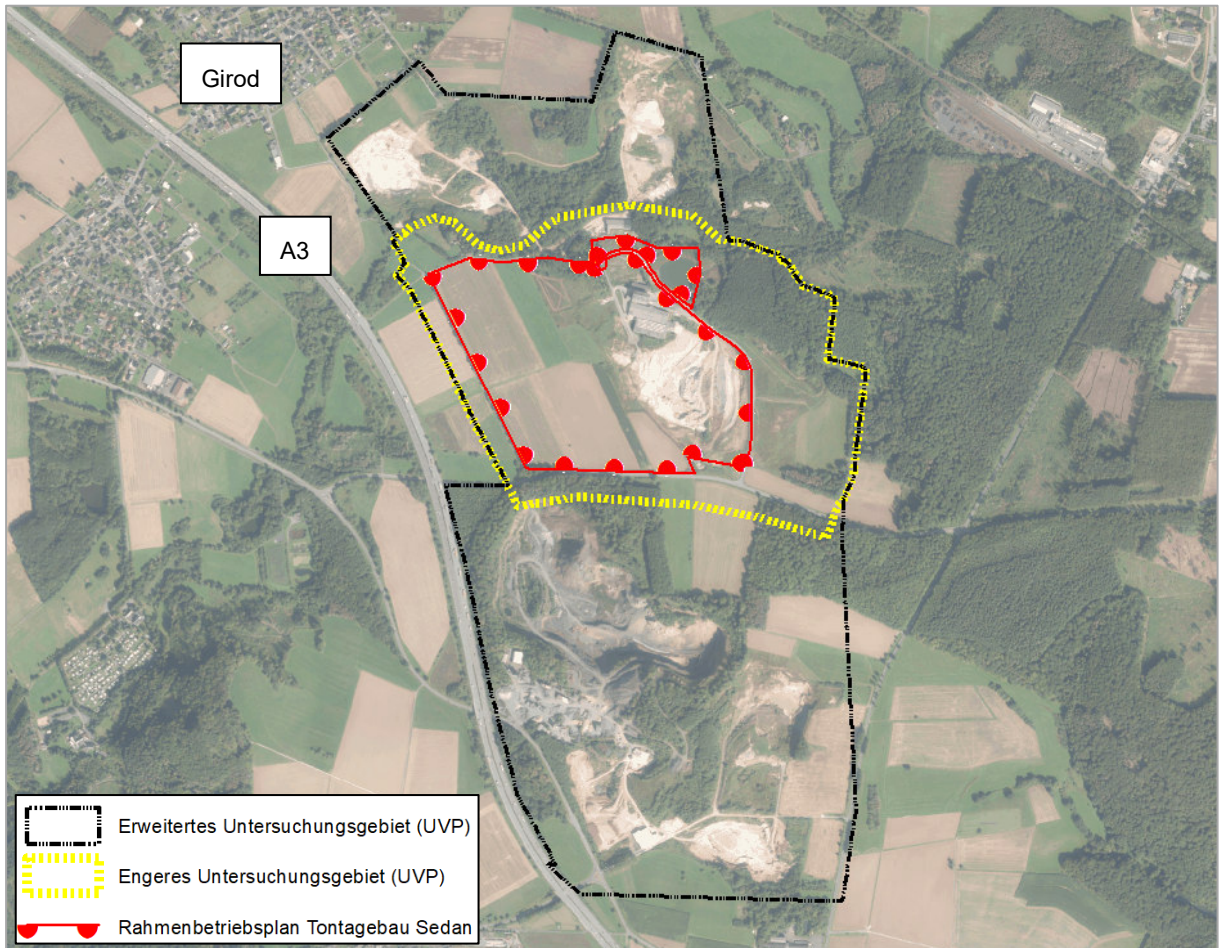 Girod
A3
Erweitertes Untersuchungsgebiet (UVP)
Engeres Untersuchungsgebiet (UVP)
Rahmenbetriebsplan Tontagebau Sedan